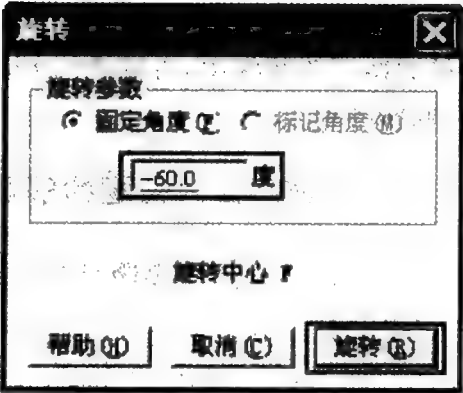 旋转
旋转参数
固定角度(F) 标记角度(M)
-60.0 度
旋转中心 F
帮助(H) 取消(C) 旋转(R)